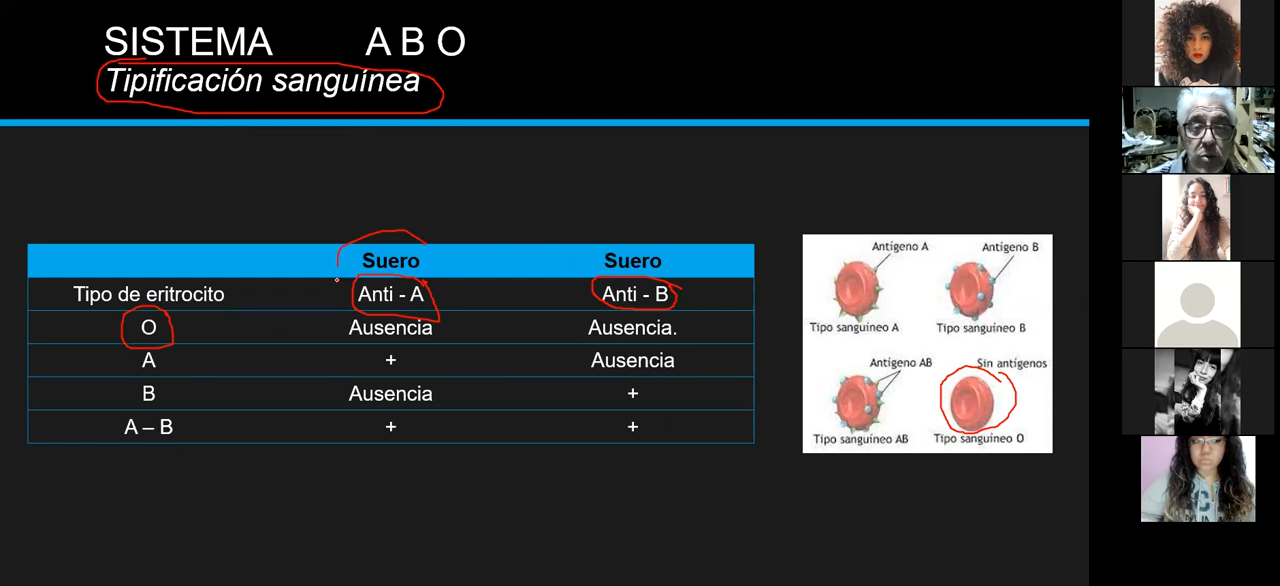 SISTEMA A B O
Tipificación sanguínea
Suero Suero
Tipo de eritrocito Anti - A Anti - B
O Ausencia Ausencia.
A + Ausencia
B Ausencia +
A – B + +
Antígeno A Antígeno B
Tipo sanguíneo A Tipo sanguíneo B
Antígeno AB Sin antígenos
Tipo sanguíneo AB Tipo sanguíneo O